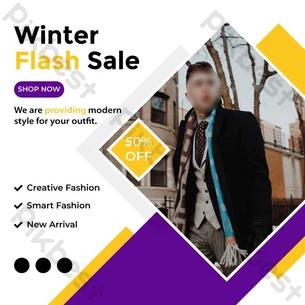 Winter
Flash Sale
SHOP NOW
We are providing modern
style for your outfit.
50%
OFF
Creative Fashion
Smart Fashion
New Arrival
pikbest